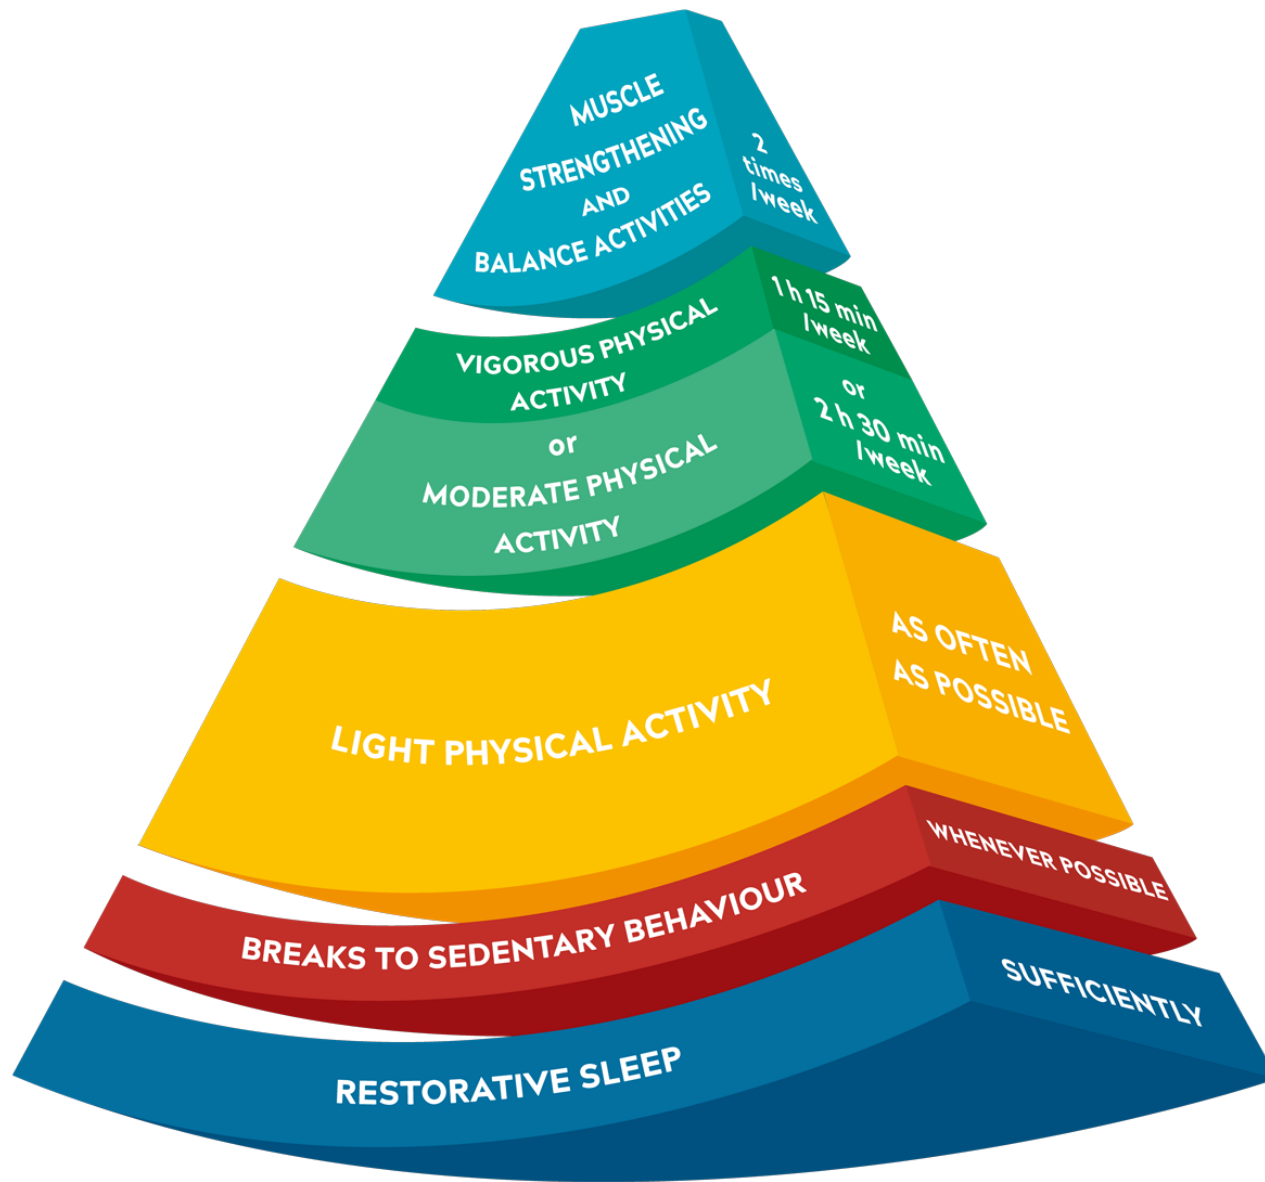 MUSCLE
STRENGTHENING
AND
BALANCE ACTIVITIES
2
times
/week
VIGOROUS PHYSICAL
ACTIVITY
1 h 15 min
/week
or
MODERATE PHYSICAL
ACTIVITY
or
2 h 30 min
/week
LIGHT PHYSICAL ACTIVITY
AS OFTEN
AS POSSIBLE
BREAKS TO SEDENTARY BEHAVIOUR
WHENEVER POSSIBLE
RESTORATIVE SLEEP
SUFFICIENTLY